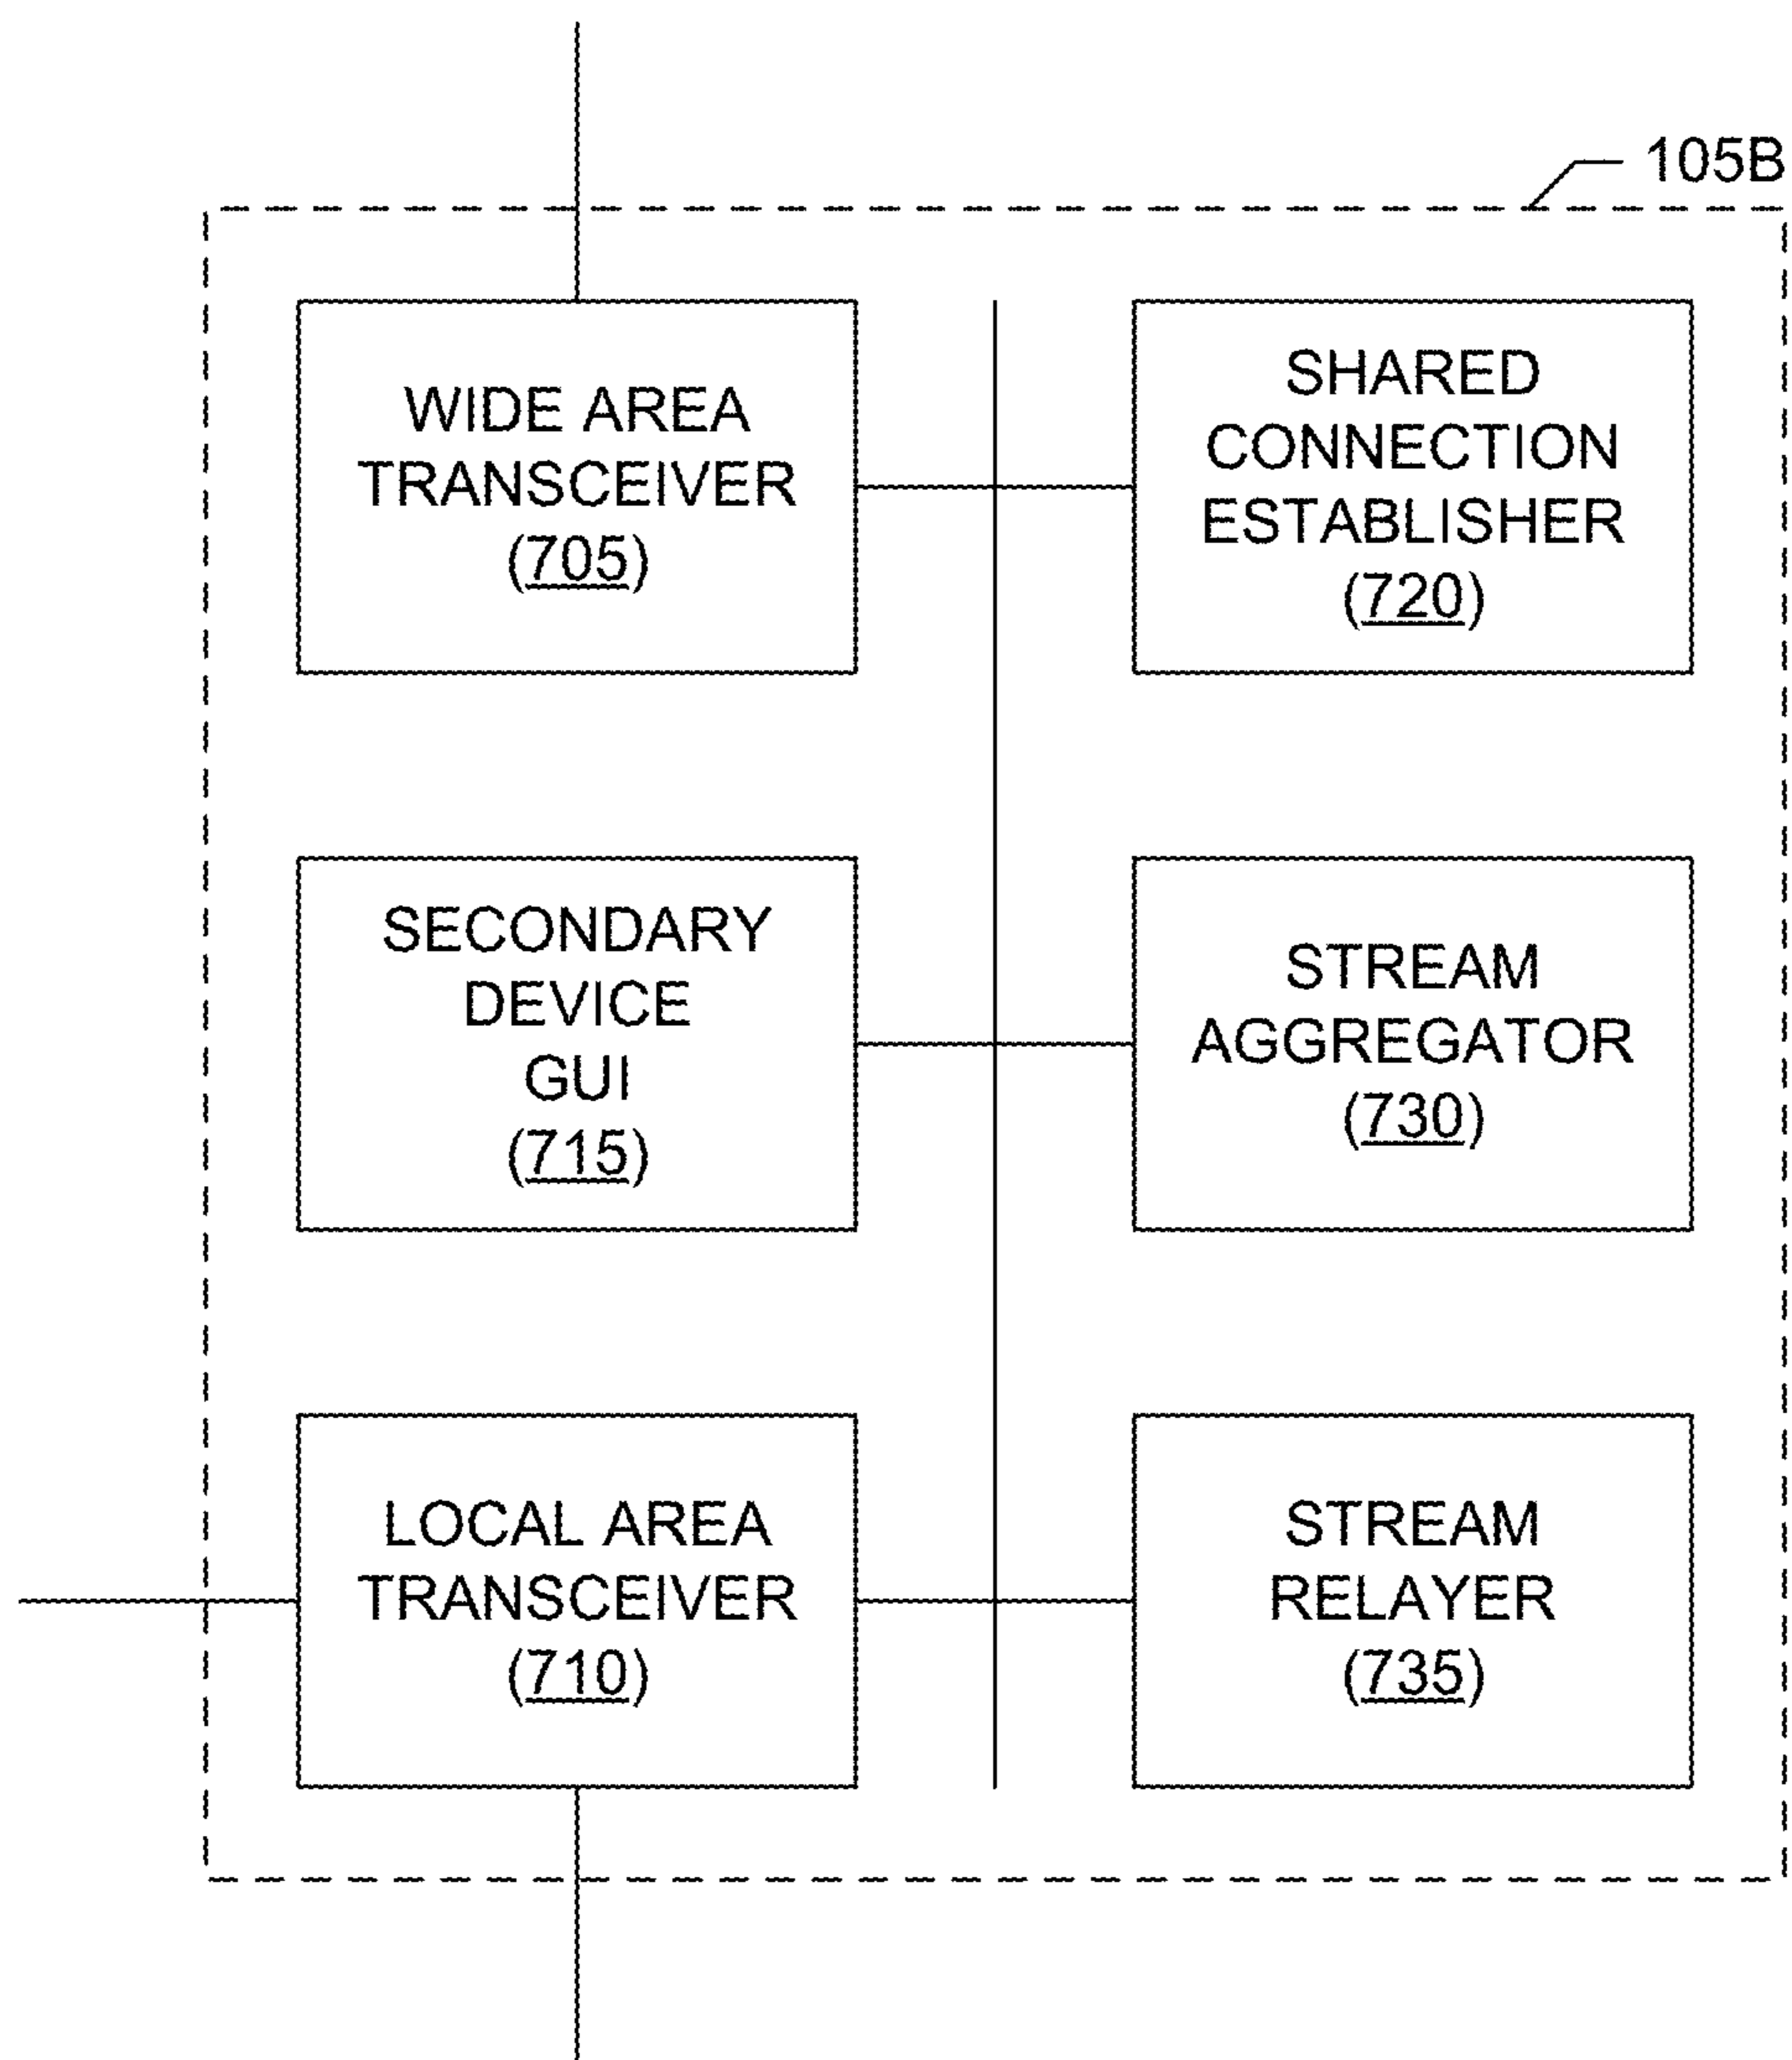 105B
WIDE AREA
TRANSCEIVER
(705)
SHARED
CONNECTION
ESTABLISHER
(720)
SECONDARY
DEVICE
GUI
(715)
STREAM
AGGREGATOR
(730)
LOCAL AREA
TRANSCEIVER
(710)
STREAM
RELAYER
(735)